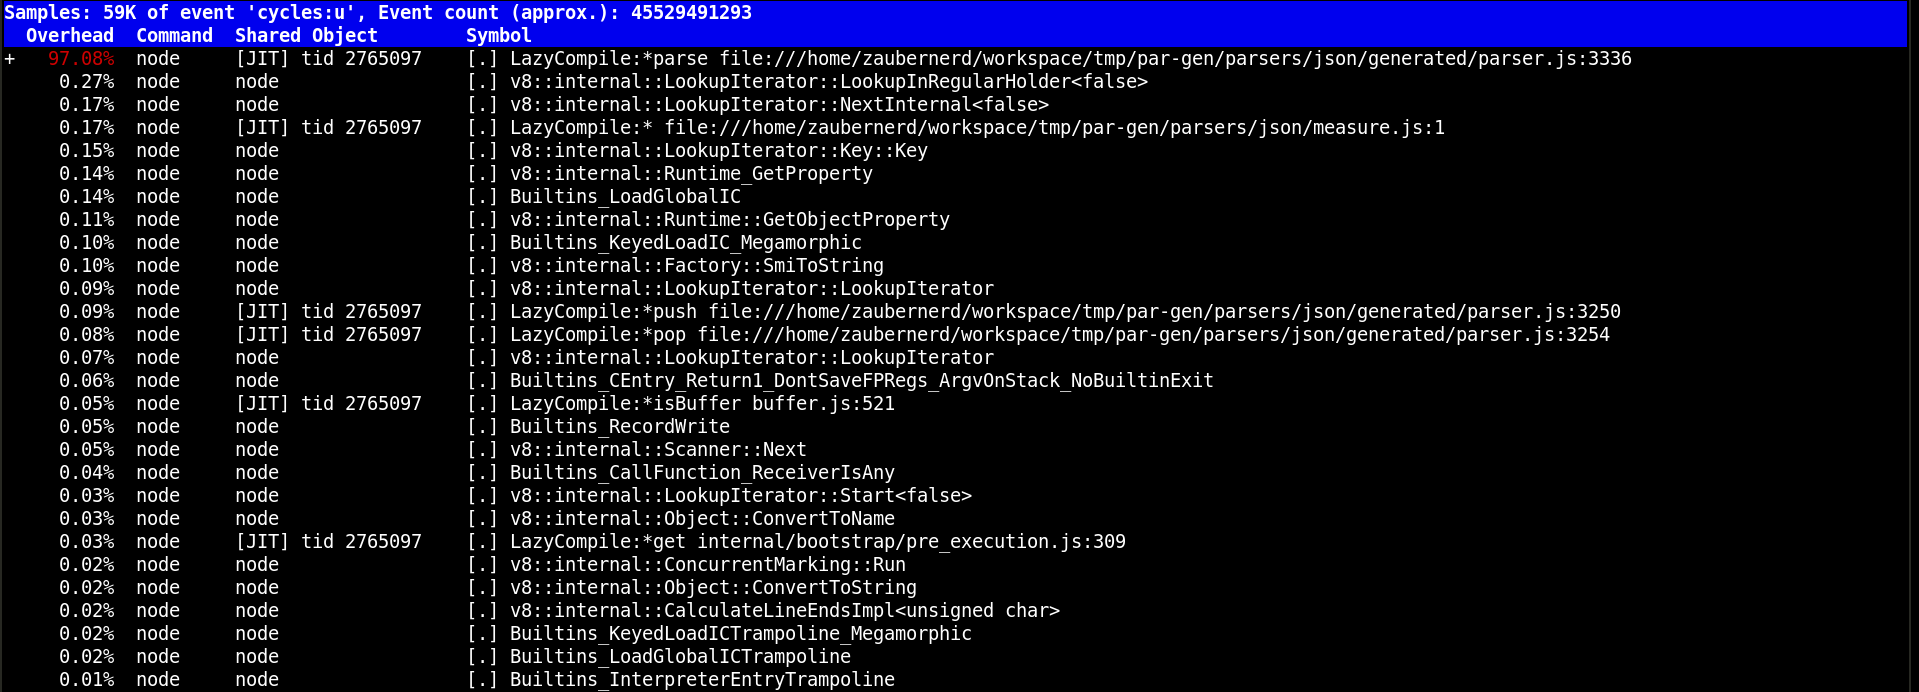 Samples: 59K of event 'cycles:u', Event count (approx.): 45529491293
Overhead  Command  Shared Object        Symbol
+   97.08%  node     [JIT] tid 2765097    [.] LazyCompile:*parse file:///home/zaubernerd/workspace/tmp/par-gen/parsers/json/generated/parser.js:3336
0.27%  node     node                 [.] v8::internal::LookupIterator::LookupInRegularHolder<false>
0.17%  node     node                 [.] v8::internal::LookupIterator::NextInternal<false>
0.17%  node     [JIT] tid 2765097    [.] LazyCompile:* file:///home/zaubernerd/workspace/tmp/par-gen/parsers/json/measure.js:1
0.15%  node     node                 [.] v8::internal::LookupIterator::Key::Key
0.14%  node     node                 [.] v8::internal::Runtime_GetProperty
0.14%  node     node                 [.] Builtins_LoadGlobalIC
0.11%  node     node                 [.] v8::internal::Runtime::GetObjectProperty
0.10%  node     node                 [.] Builtins_KeyedLoadIC_Megamorphic
0.10%  node     node                 [.] v8::internal::Factory::SmiToString
0.09%  node     node                 [.] v8::internal::LookupIterator::LookupIterator
0.09%  node     [JIT] tid 2765097    [.] LazyCompile:*push file:///home/zaubernerd/workspace/tmp/par-gen/parsers/json/generated/parser.js:3250
0.08%  node     [JIT] tid 2765097    [.] LazyCompile:*pop file:///home/zaubernerd/workspace/tmp/par-gen/parsers/json/generated/parser.js:3254
0.07%  node     node                 [.] v8::internal::LookupIterator::LookupIterator
0.06%  node     node                 [.] Builtins_CEntry_Return1_DontSaveFPRegs_ArgvOnStack_NoBuiltinExit
0.05%  node     [JIT] tid 2765097    [.] LazyCompile:*isBuffer buffer.js:521
0.05%  node     node                 [.] Builtins_RecordWrite
0.05%  node     node                 [.] v8::internal::Scanner::Next
0.04%  node     node                 [.] Builtins_CallFunction_ReceiverIsAny
0.03%  node     node                 [.] v8::internal::LookupIterator::Start<false>
0.03%  node     node                 [.] v8::internal::Object::ConvertToName
0.03%  node     [JIT] tid 2765097    [.] LazyCompile:*get internal/bootstrap/pre_execution.js:309
0.02%  node     node                 [.] v8::internal::ConcurrentMarking::Run
0.02%  node     node                 [.] v8::internal::Object::ConvertToString
0.02%  node     node                 [.] v8::internal::CalculateLineEndsImpl<unsigned char>
0.02%  node     node                 [.] Builtins_KeyedLoadICTrampoline_Megamorphic
0.02%  node     node                 [.] Builtins_LoadGlobalICTrampoline
0.01%  node     node                 [.] Builtins_InterpreterEntryTrampoline